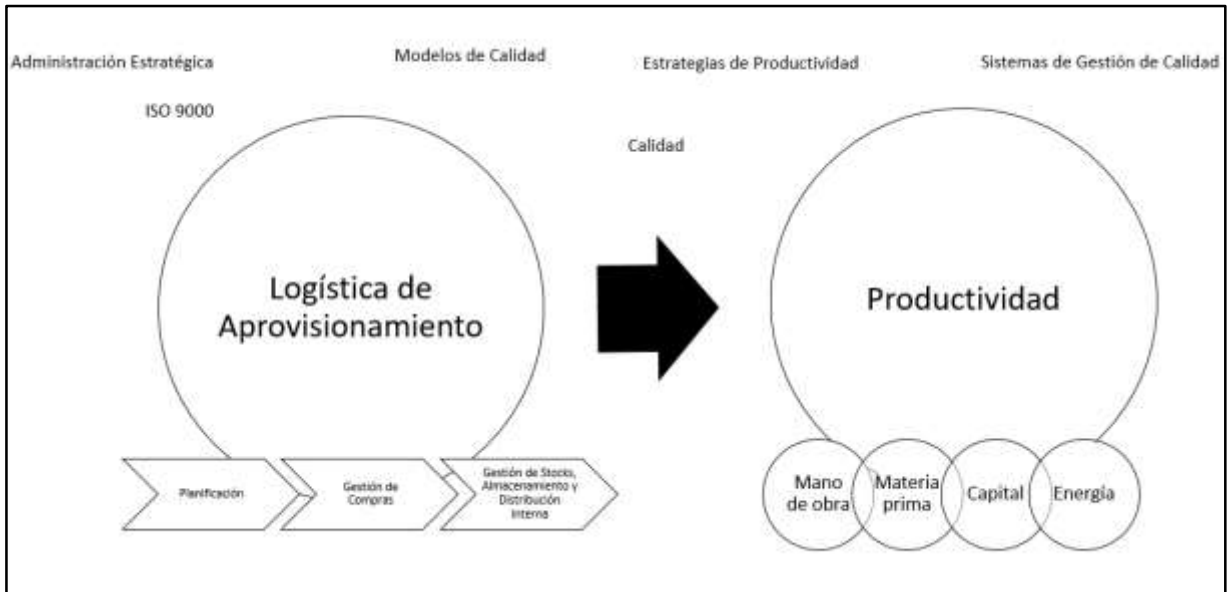 Administración Estratégica
Modelos de Calidad
Estrategias de Productividad
Sistemas de Gestión de Calidad
ISO 9000
Calidad
Logística de
Aprovisionamiento
Productividad
Planificación
Gestión de
Compras
Gestión de Stocks,
Almacenamiento y
Distribución
Interna
Mano
de obra
Materia
prima
Capital
Energía